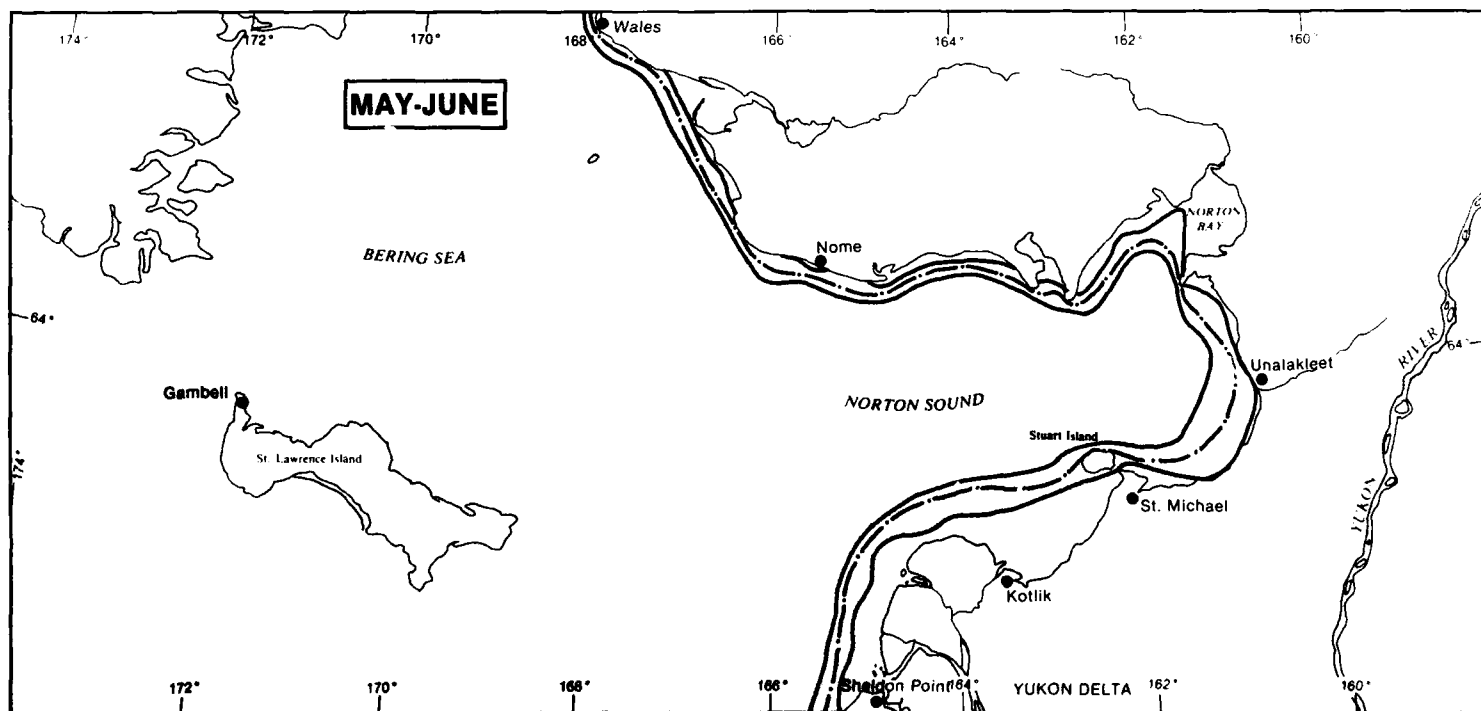 174°
172°
170°
168
166
164°
162°
160°
Wales
MAY-JUNE
NORTON
BAY
Nome
BERING SEA
64°
64°
RIVER
Unalakleet
Gambell
NORTON SOUND
Stuart Island
St. Lawrence Island
174°
St. Michael
YUKON
Kotlik
172°
170°
168°
166°
Sheldon Point
164°
YUKON DELTA
162°
160°